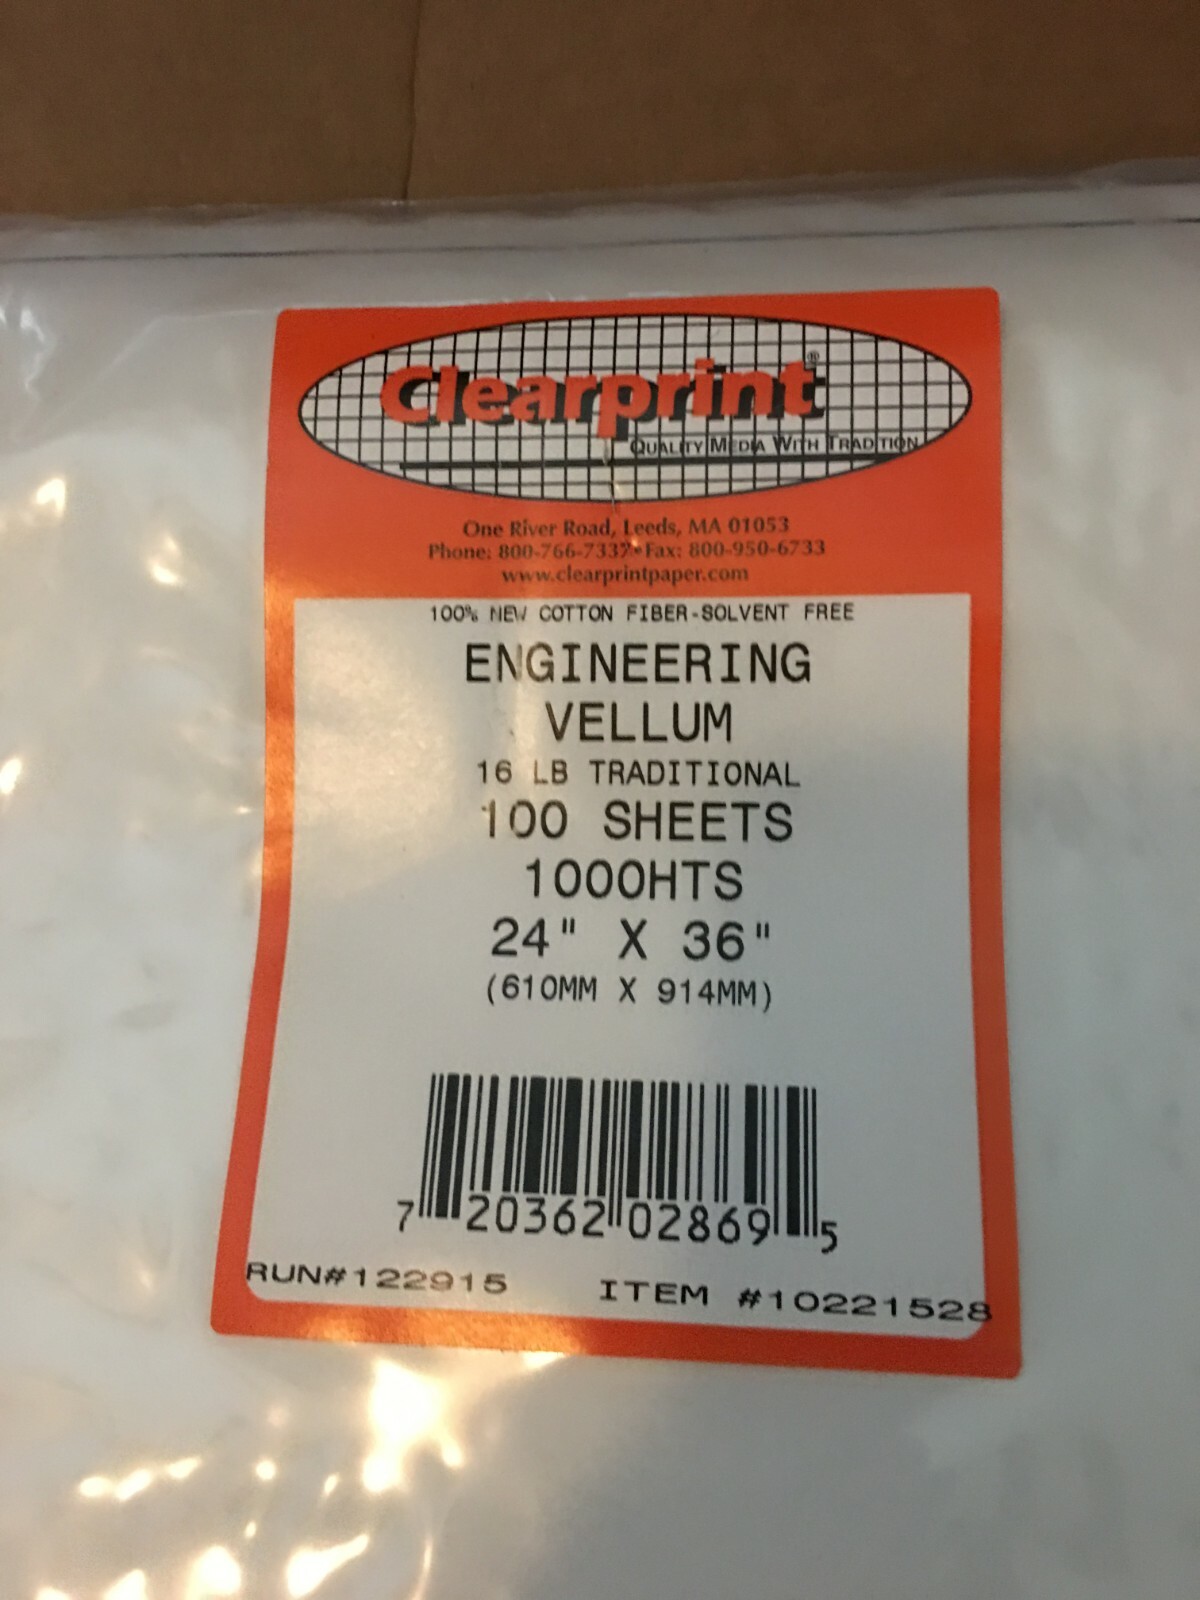 Clearprint®
QUALITY MEDIA WITH TRADITION
One River Road, Leeds, MA 01053
Phone: 800-766-7337•Fax: 800-950-6733
www.clearprintpaper.com
100% NEW COTTON FIBER-SOLVENT FREE
ENGINEERING
VELLUM
16 LB TRADITIONAL
100 SHEETS
1000HTS
24" X 36"
(610MM X 914MM)
7 20362 02869 5
RUN#122915 ITEM #10221528